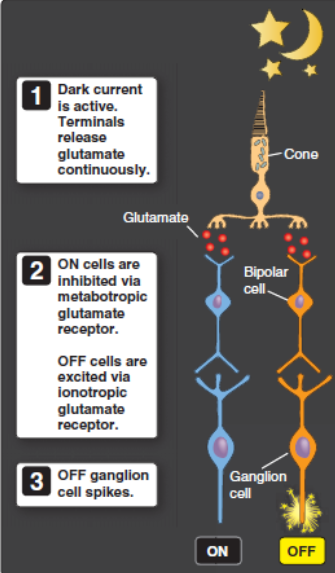 1
Dark current
is active.
Terminals
release
glutamate
continuously.
Cone
Glutamate
2
ON cells are
inhibited via
metabotropic
glutamate
receptor.
OFF cells are
excited via
ionotropic
glutamate
receptor.
Bipolar
cell
3
OFF ganglion
cell spikes.
Ganglion
cell
ON
OFF